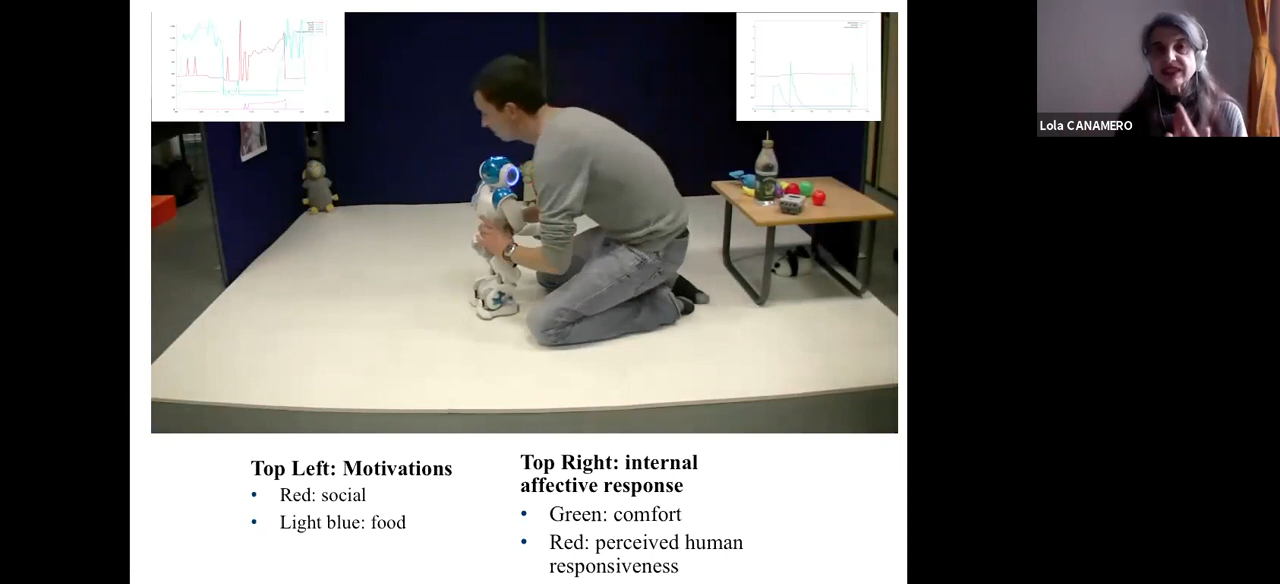 Lola CANAMERO
Top Left: Motivations
• Red: social
• Light blue: food
Top Right: internal
affective response
• Green: comfort
• Red: perceived human
responsiveness